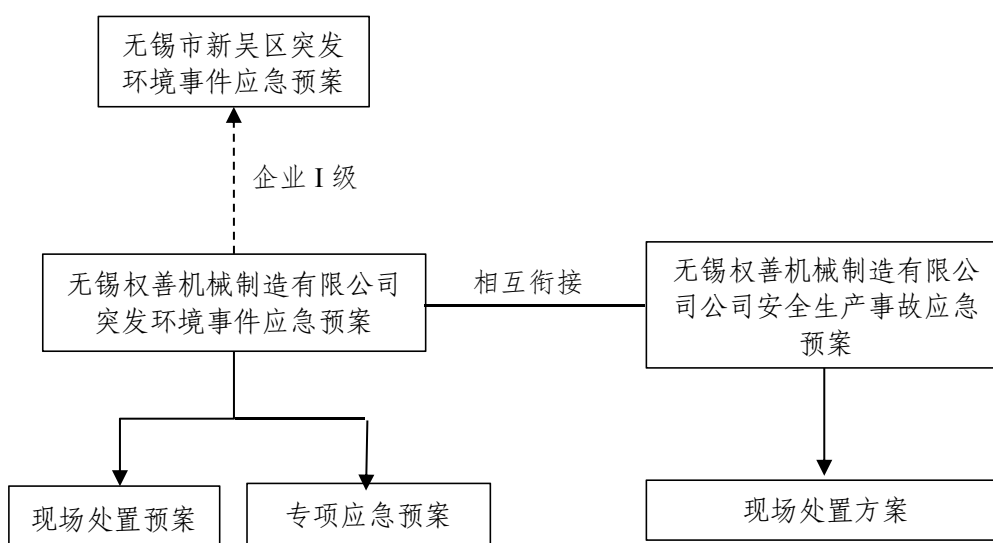 无锡市新吴区突发
环境事件应急预案
企业 I 级
无锡权善机械制造有限公司
突发环境事件应急预案
相互衔接
无锡权善机械制造有限公
司公司安全生产事故应急
预案
现场处置预案
专项应急预案
现场处置方案